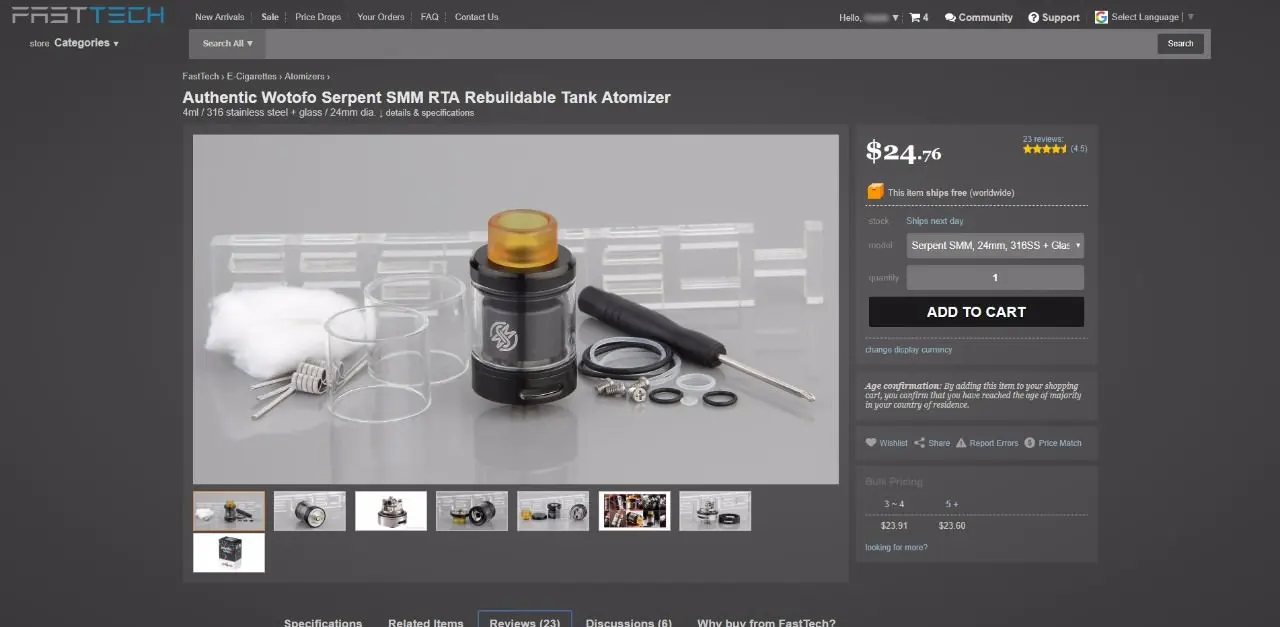 FASTTECH
New Arrivals
Sale
Price Drops
Your Orders
FAQ
Contact Us
Hello,
▼
4
Community
? Support
G Select Language | ▼
store Categories ▾
Search All ▾
Search
FastTech › E-Cigarettes › Atomizers ›
Authentic Wotofo Serpent SMM RTA Rebuildable Tank Atomizer
4ml / 316 stainless steel + glass / 24mm dia. ↓ details & specifications
$24.76
23 reviews:
(4.5)
This item ships free (worldwide)
stock Ships next day
model Serpent SMM, 24mm, 316SS + Glas ▾
quantity 1
ADD TO CART
change display currency
Age confirmation: By adding this item to your shopping
cart, you confirm that you have reached the age of majority
in your country of residence.
Wishlist Share Report Errors $ Price Match
Bulk Pricing
3 ~ 4 5 +
$23.91 $23.60
looking for more?
Specifications
Related Items
Reviews (23)
Discussions (6)
Why buy from FastTech?